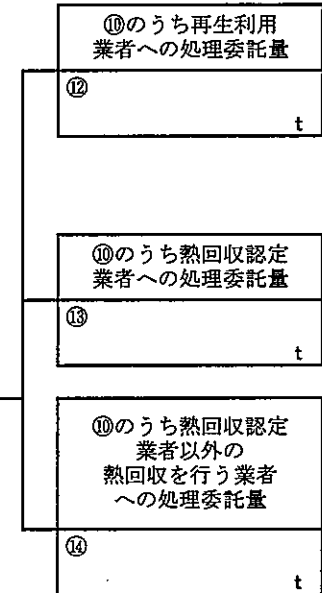 ⑩のうち再生利用
業者への処理委託量
⑫
t
⑩のうち熱回収認定
業者への処理委託量
⑬
t
⑩のうち熱回収認定
業者以外の
熱回収を行う業者
への処理委託量
⑭
t